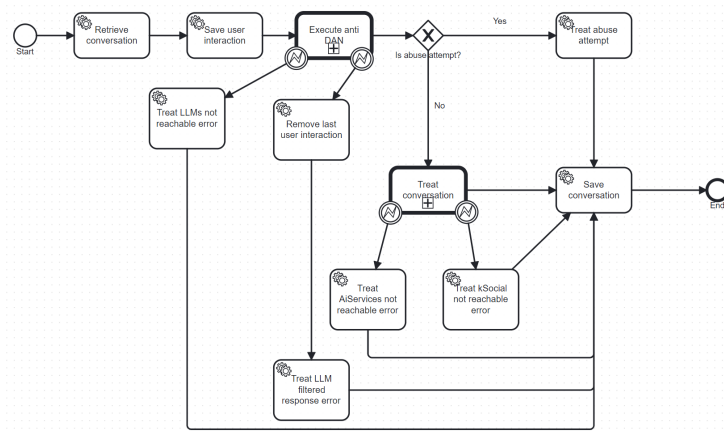 Start
Retrieve
conversation
Save user
interaction
Execute anti
DAN
Is abuse attempt?
Yes
Treat abuse
attempt
No
Treat LLMs not
reachable error
Remove last
user interaction
Treat
conversation
Save
conversation
End
Treat
AiServices not
reachable error
Treat kSocial
not reachable
error
Treat LLM
filtered
response error